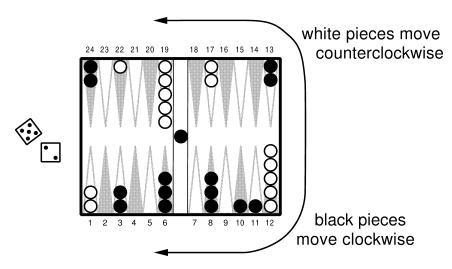 white pieces move
counterclockwise
24 23 22 21 20 19 18 17 16 15 14 13
1 2 3 4 5 6 7 8 9 10 11 12
black pieces
move clockwise